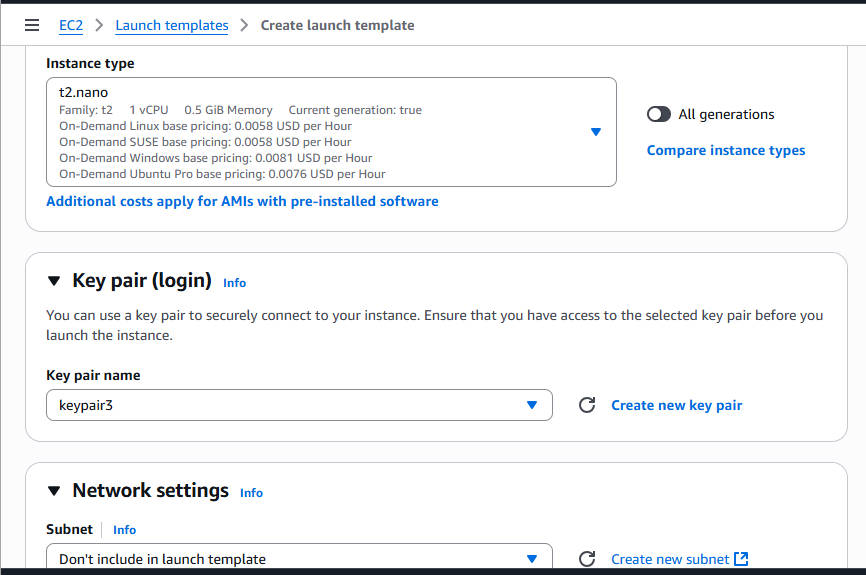 EC2 > Launch templates > Create launch template
Instance type
t2.nano
Family: t2 1 vCPU 0.5 GiB Memory Current generation: true
On-Demand Linux base pricing: 0.0058 USD per Hour
On-Demand SUSE base pricing: 0.0058 USD per Hour
On-Demand Windows base pricing: 0.0081 USD per Hour
On-Demand Ubuntu Pro base pricing: 0.0076 USD per Hour
All generations
Compare instance types
Additional costs apply for AMIs with pre-installed software
Key pair (login) Info
You can use a key pair to securely connect to your instance. Ensure that you have access to the selected key pair before you
launch the instance.
Key pair name
keypair3
Create new key pair
Network settings Info
Subnet Info
Don't include in launch template
Create new subnet